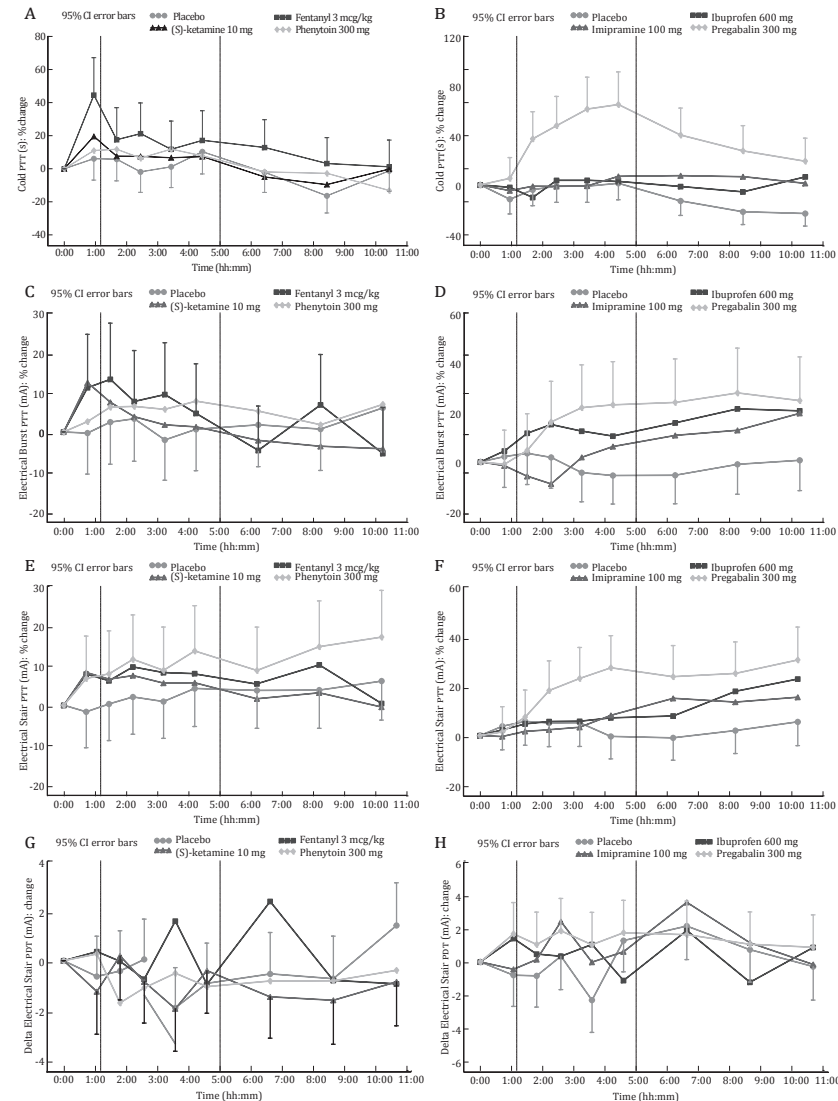 A
95% CI error bars
Placebo
(S)-ketamine 10 mg
Fentanyl 3 mcg/kg
Phenytoin 300 mg
Cold PTT (s): % change
80
60
40
20
0
-20
-40
0:00 1:00 2:00 3:00 4:00 5:00 6:00 7:00 8:00 9:00 10:00 11:00
Time (hh:mm)
B
95% CI error bars
Placebo
Imipramine 100 mg
Ibuprofen 600 mg
Pregabalin 300 mg
Cold PTT(s): % change
120
80
40
0
-40
0:00 1:00 2:00 3:00 4:00 5:00 6:00 7:00 8:00 9:00 10:00 11:00
Time (hh:mm)
C
95% CI error bars
Placebo
(S)-ketamine 10 mg
Fentanyl 3 mcg/kg
Phenytoin 300 mg
Electrical Burst PTT (mA): % change
30
20
10
0
-10
-20
0:00 1:00 2:00 3:00 4:00 5:00 6:00 7:00 8:00 9:00 10:00 11:00
Time (hh:mm)
D
95% CI error bars
Placebo
Imipramine 100 mg
Ibuprofen 600 mg
Pregabalin 300 mg
Electrical Burst PTT (mA): % change
60
40
20
0
-20
0:00 1:00 2:00 3:00 4:00 5:00 6:00 7:00 8:00 9:00 10:00 11:00
Time (hh:mm)
E
95% CI error bars
Placebo
(S)-ketamine 10 mg
Fentanyl 3 mcg/kg
Phenytoin 300 mg
Electrical Stair PTT (mA): % change
30
20
10
0
-10
-20
0:00 1:00 2:00 3:00 4:00 5:00 6:00 7:00 8:00 9:00 10:00 11:00
Time (hh:mm)
F
95% CI error bars
Placebo
Imipramine 100 mg
Ibuprofen 600 mg
Pregabalin 300 mg
Electrical Stair PTT (mA): % change
60
40
20
0
-20
0:00 1:00 2:00 3:00 4:00 5:00 6:00 7:00 8:00 9:00 10:00 11:00
Time (hh:mm)
G
95% CI error bars
Placebo
(S)-ketamine 10 mg
Fentanyl 3 mcg/kg
Phenytoin 300 mg
Delta Electrical Stair PDT (mA): change
4
2
0
-2
-4
0:00 1:00 2:00 3:00 4:00 5:00 6:00 7:00 8:00 9:00 10:00 11:00
Time (hh:mm)
H
95% CI error bars
Placebo
Imipramine 100 mg
Ibuprofen 600 mg
Pregabalin 300 mg
Delta Electrical Stair PDT (mA): change
6
4
2
0
-2
-4
-6
0:00 1:00 2:00 3:00 4:00 5:00 6:00 7:00 8:00 9:00 10:00 11:00
Time (hh:mm)